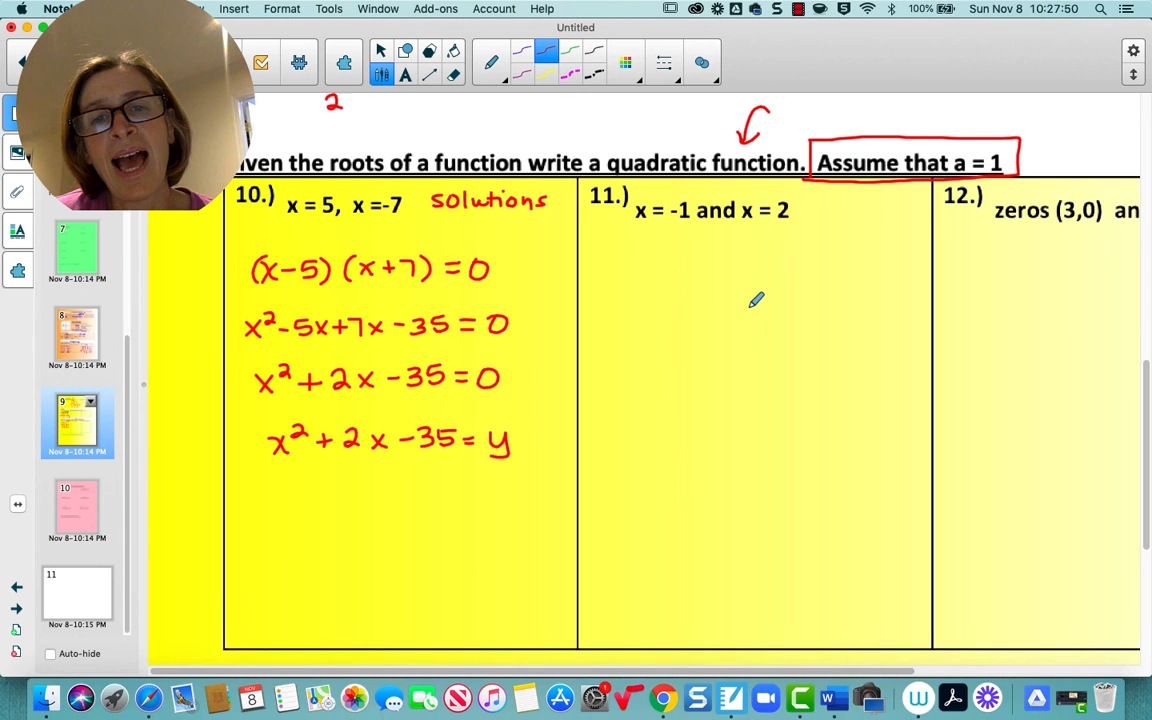 Insert Format Tools Window Add-ons Account Help 100% Sun Nov 8 10:27:50
Untitled
2
iven the roots of a function write a quadratic function. Assume that a = 1
10.) x = 5, x =-7 solutions
(x-5) (x+7) = 0
x²-5x+7x-35=0
x²+2x-35=0
x²+2x-35=y
11.) x = -1 and x = 2
12.) zeros (3,0) an
7
Nov 8–10:14 PM
8
Nov 8–10:14 PM
9
Nov 8–10:14 PM
10
Nov 8–10:14 PM
11
Nov 8–10:15 PM
Auto-hide